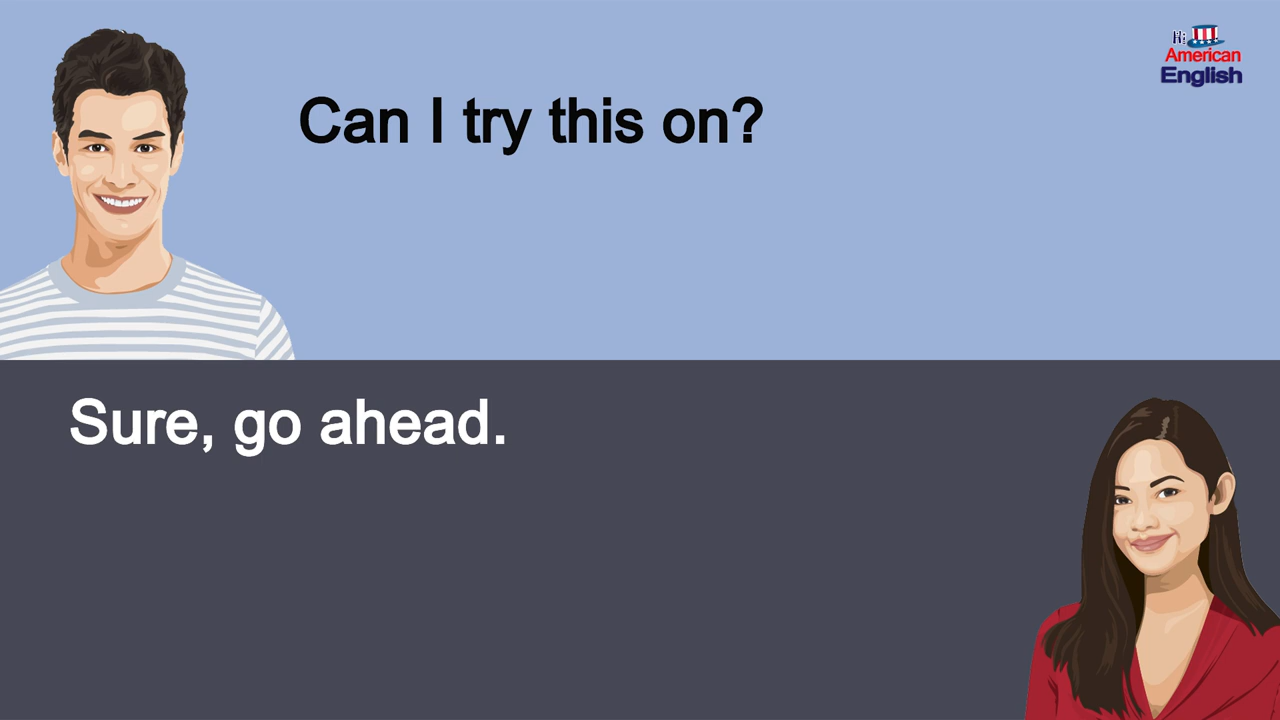 Hi
American
English
Can I try this on?
Sure, go ahead.